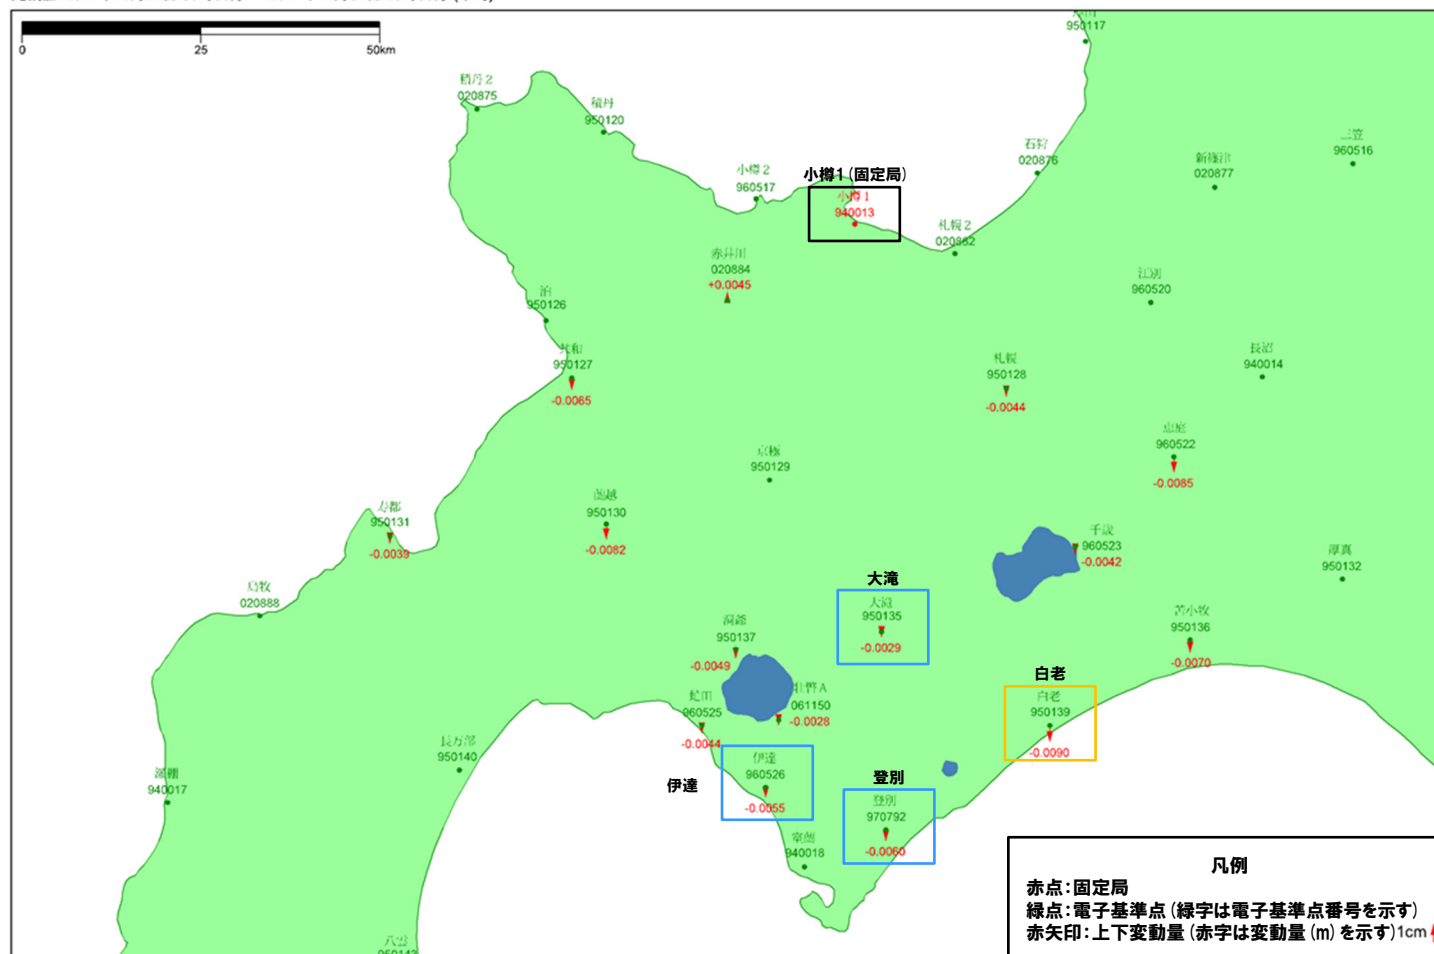 0 25 50km
950117
積丹2
020875
積丹
950120
石狩
020876
新篠津
020877
三笠
960516
小樽2
960517
小樽1(固定局)
小樽1
940013
札幌2
020882
赤井川
020884
+0.0045
江別
960520
泊
950126
共和
950127
-0.0065
札幌
950128
-0.0044
長沼
940014
恵庭
960522
-0.0085
京極
950129
蘭越
950130
-0.0082
寿都
950131
-0.0039
千歳
960523
-0.0042
厚真
950132
島牧
020888
大滝
大滝
950135
-0.0029
苫小牧
950136
-0.0070
洞爺
950137
-0.0049
壮瞥A
061150
-0.0028
虻田
960525
-0.0044
白老
白老
950139
-0.0090
長万部
950140
伊達
伊達
960526
-0.0055
登別
登別
970792
-0.0060
瀬棚
940017
室蘭
940018
八雲
950143
凡例
赤点:固定局
緑点:電子基準点(緑字は電子基準点番号を示す)
赤矢印:上下変動量(赤字は変動量(m)を示す)1cm